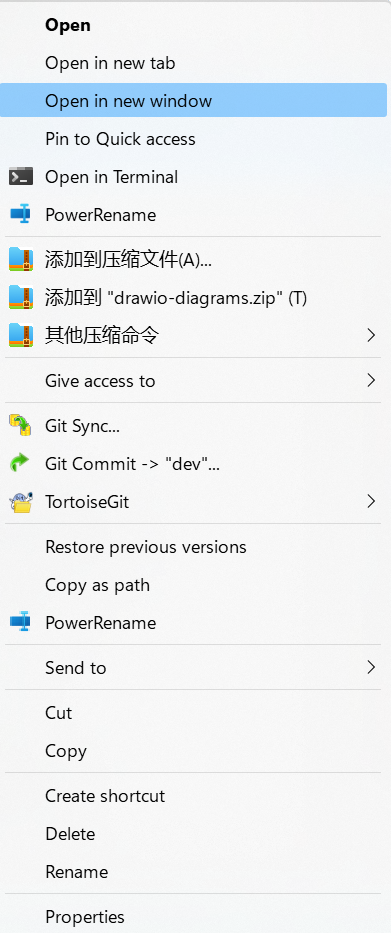 Open
Open in new tab
Open in new window
Pin to Quick access
Open in Terminal
PowerRename
添加到压缩文件(A)...
添加到 "drawio-diagrams.zip" (T)
其他压缩命令
Give access to
Git Sync...
Git Commit -> "dev"...
TortoiseGit
Restore previous versions
Copy as path
PowerRename
Send to
Cut
Copy
Create shortcut
Delete
Rename
Properties